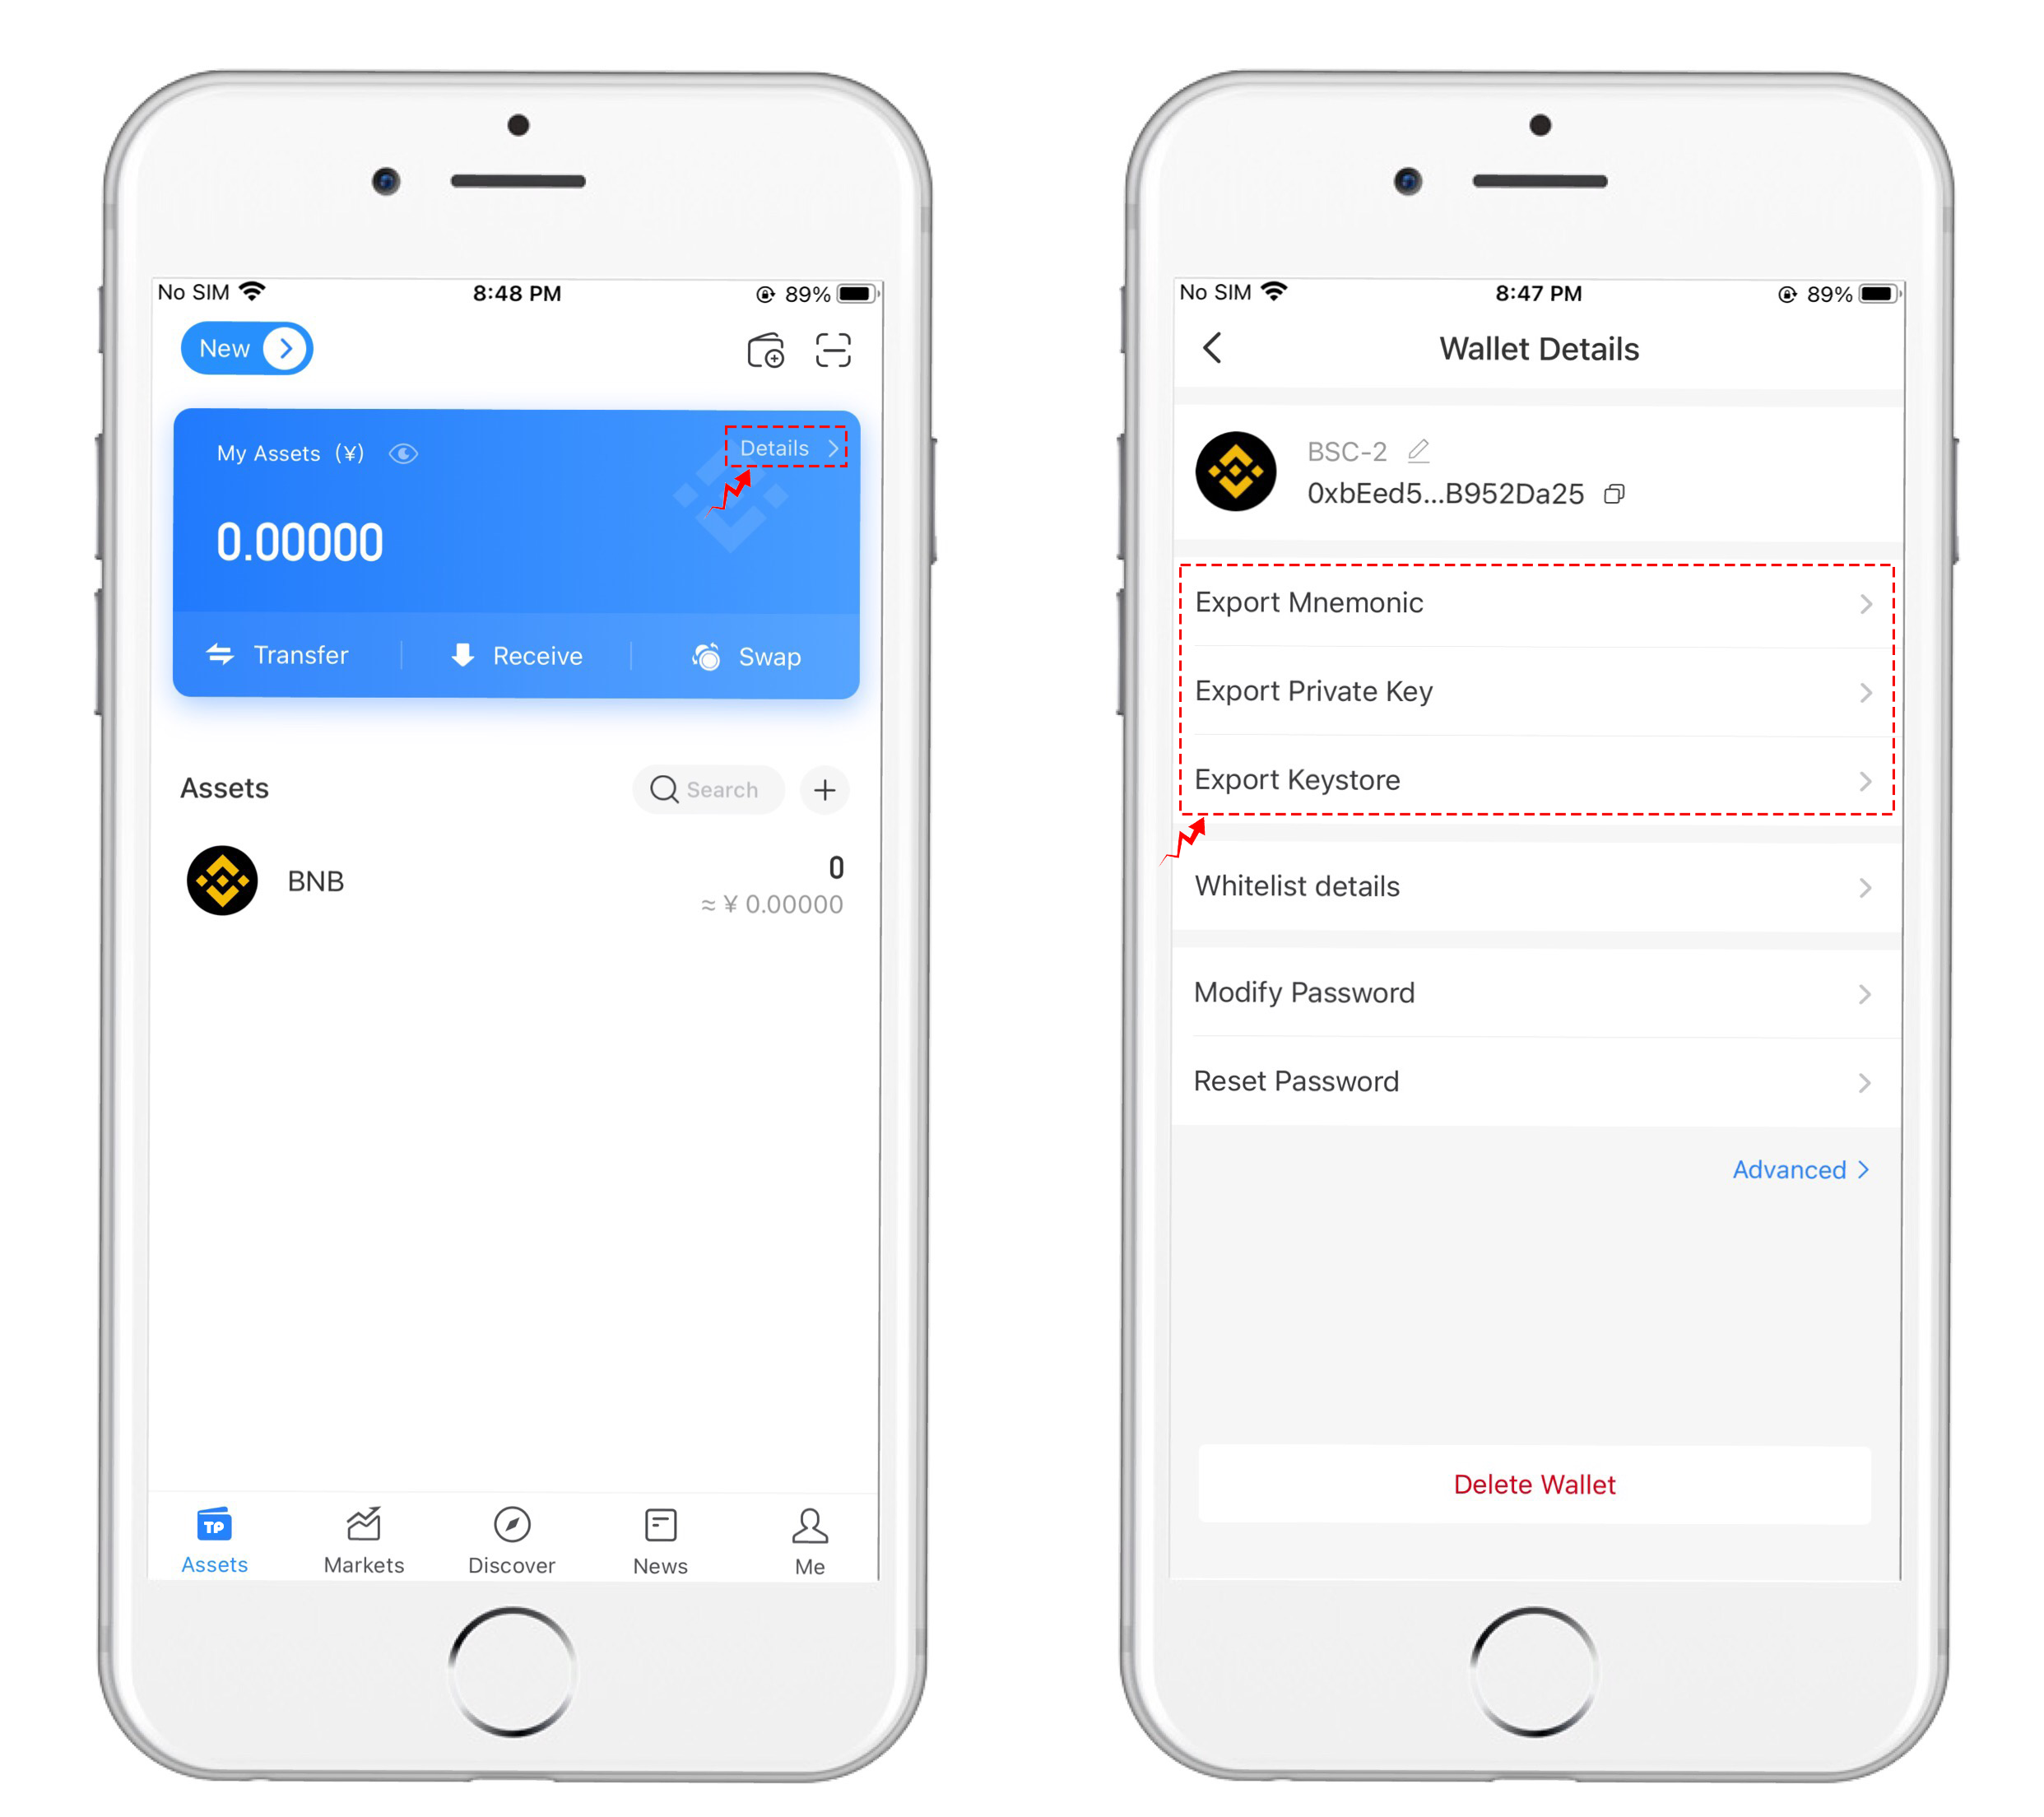 No SIM
8:48 PM
89%
New
My Assets (¥)
Details
0.00000
Transfer
Receive
Swap
Assets
Search
BNB
0
≈ ¥ 0.00000
TP
Assets
Markets
Discover
News
Me
No SIM
8:47 PM
89%
Wallet Details
BSC-2
0xbEed5...B952Da25
Export Mnemonic
Export Private Key
Export Keystore
Whitelist details
Modify Password
Reset Password
Advanced
Delete Wallet